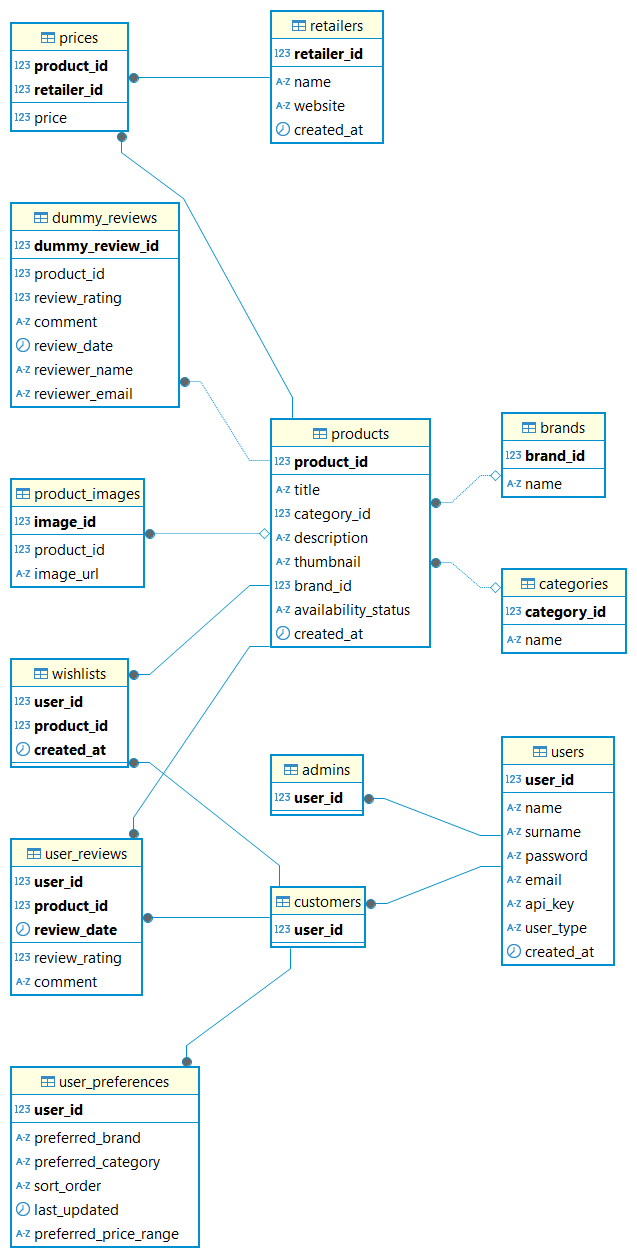 prices
123 product_id
123 retailer_id
123 price
retailers
123 retailer_id
A-Z name
A-Z website
created_at
dummy_reviews
123 dummy_review_id
123 product_id
123 review_rating
A-Z comment
review_date
A-Z reviewer_name
A-Z reviewer_email
products
123 product_id
A-Z title
123 category_id
A-Z description
A-Z thumbnail
123 brand_id
A-Z availability_status
created_at
brands
123 brand_id
A-Z name
product_images
123 image_id
123 product_id
A-Z image_url
categories
123 category_id
A-Z name
wishlists
123 user_id
123 product_id
created_at
admins
123 user_id
users
123 user_id
A-Z name
A-Z surname
A-Z password
A-Z email
A-Z api_key
A-Z user_type
created_at
user_reviews
123 user_id
123 product_id
review_date
123 review_rating
A-Z comment
customers
123 user_id
user_preferences
123 user_id
A-Z preferred_brand
A-Z preferred_category
A-Z sort_order
last_updated
A-Z preferred_price_range